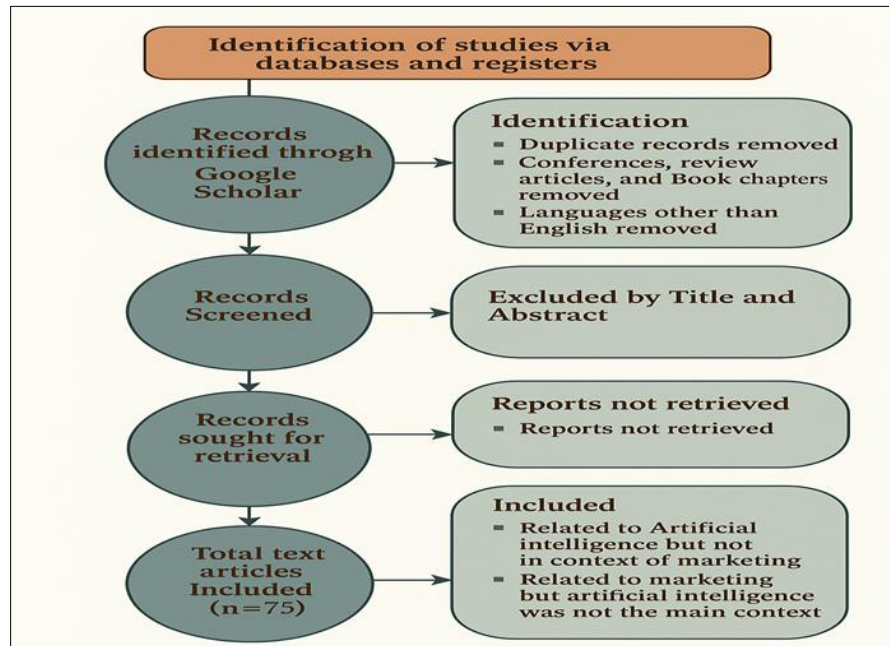 Identification of studies via
databases and registers
Records
identified throgh
Google
Scholar
Identification
▪ Duplicate records removed
▪ Conferences, review
articles, and Book chapters
removed
▪ Languages other than
English removed
Records
Screened
Excluded by Title and
Abstract
Records
sought for
retrieval
Reports not retrieved
▪ Reports not retrieved
Total text
articles
Included
(n=75)
Included
▪ Related to Artificial
intelligence but not
in context of marketing
▪ Related to marketing
but artificial intelligence
was not the main context